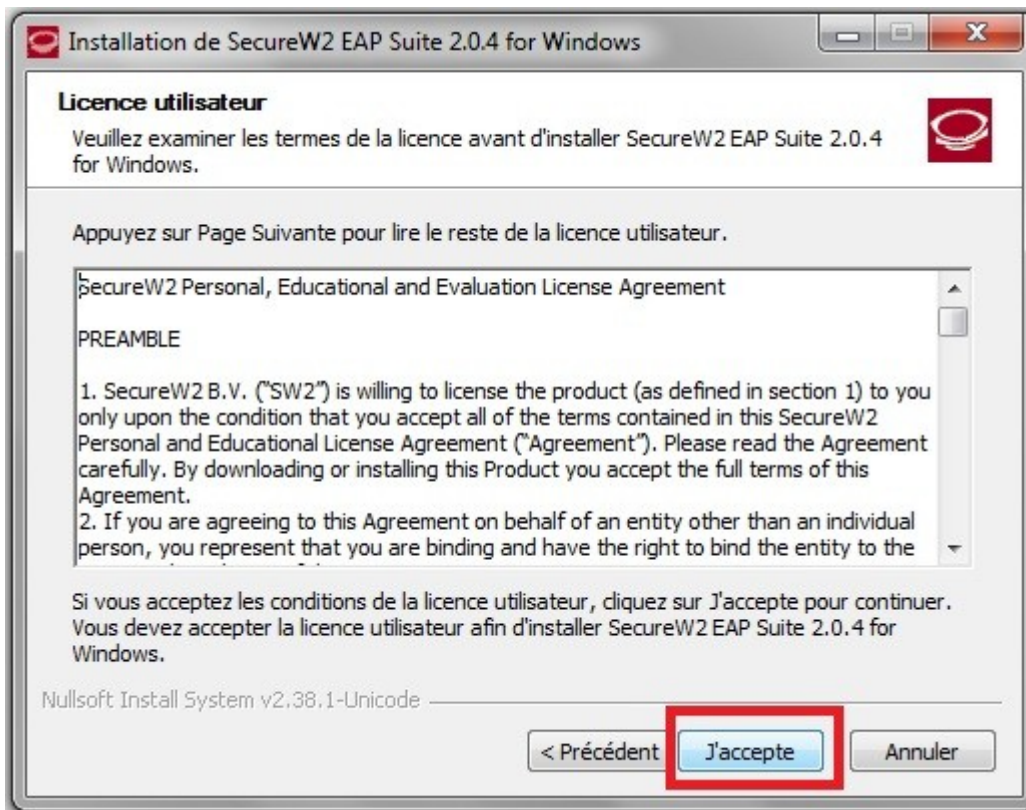 Installation de SecureW2 EAP Suite 2.0.4 for Windows
Licence utilisateur
Veuillez examiner les termes de la licence avant d'installer SecureW2 EAP Suite 2.0.4
for Windows.
Appuyez sur Page Suivante pour lire le reste de la licence utilisateur.
SecureW2 Personal, Educational and Evaluation License Agreement
PREAMBLE
1. SecureW2 B.V. (“SW2”) is willing to license the product (as defined in section 1) to you
only upon the condition that you accept all of the terms contained in this SecureW2
Personal and Educational License Agreement (“Agreement”). Please read the Agreement
carefully. By downloading or installing this Product you accept the full terms of this
Agreement.
2. If you are agreeing to this Agreement on behalf of an entity other than an individual
person, you represent that you are binding and have the right to bind the entity to the
Si vous acceptez les conditions de la licence utilisateur, cliquez sur J'accepte pour continuer.
Vous devez accepter la licence utilisateur afin d'installer SecureW2 EAP Suite 2.0.4 for
Windows.
Nullsoft Install System v2.38.1-Unicode
< Précédent J'accepte Annuler